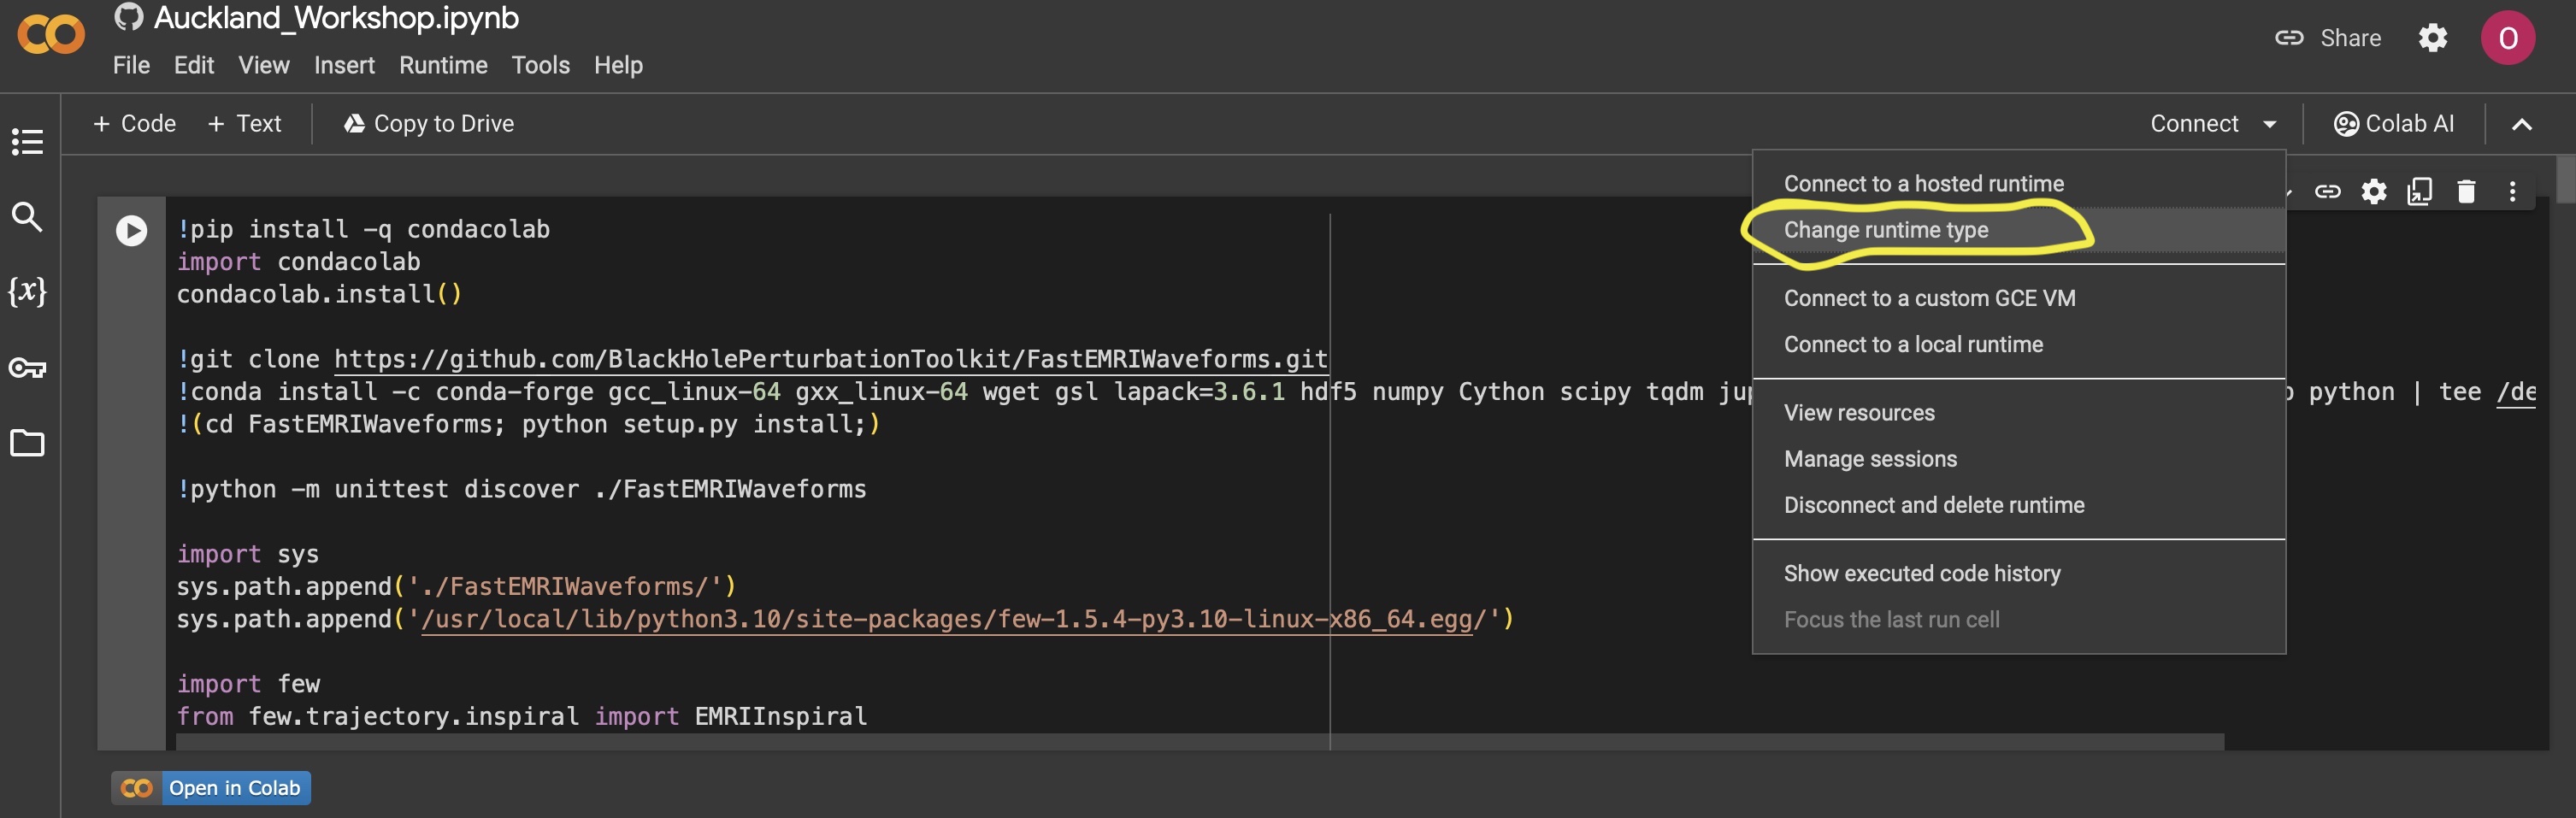 Auckland_Workshop.ipynb
File Edit View Insert Runtime Tools Help
Share
O
+ Code + Text Copy to Drive
Connect
Colab AI
Connect to a hosted runtime
Change runtime type
Connect to a custom GCE VM
Connect to a local runtime
View resources
Manage sessions
Disconnect and delete runtime
Show executed code history
Focus the last run cell
{x}
!pip install -q condacolab
import condacolab
condacolab.install()
!git clone https://github.com/BlackHolePerturbationToolkit/FastEMRIWaveforms.git
!conda install -c conda-forge gcc_linux-64 gxx_linux-64 wget gsl lapack=3.6.1 hdf5 numpy Cython scipy tqdm jup python | tee /de
!(cd FastEMRIWaveforms; python setup.py install;)
!python -m unittest discover ./FastEMRIWaveforms
import sys
sys.path.append('./FastEMRIWaveforms/')
sys.path.append('/usr/local/lib/python3.10/site-packages/few-1.5.4-py3.10-linux-x86_64.egg/')
import few
from few.trajectory.inspiral import EMRIInspiral
Open in Colab